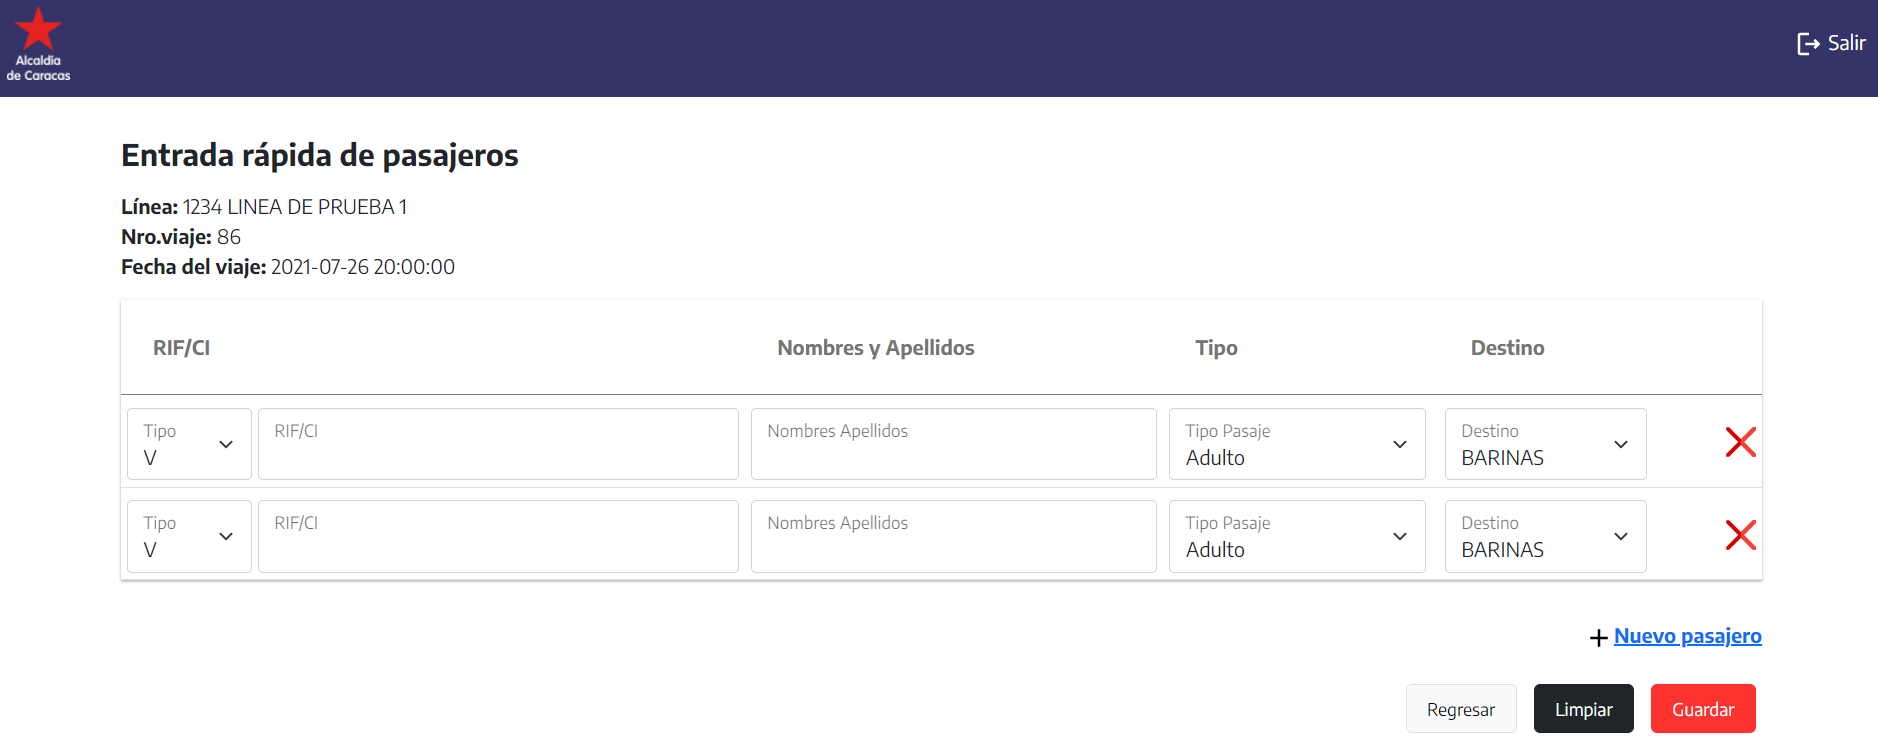 Alcaldía
de Caracas
Salir
Entrada rápida de pasajeros
Línea: 1234 LINEA DE PRUEBA 1
Nro.viaje: 86
Fecha del viaje: 2021-07-26 20:00:00
RIF/CI Nombres y Apellidos Tipo Destino
Tipo RIF/CI Nombres Apellidos Tipo Pasaje Destino
V Adulto BARINAS
Tipo RIF/CI Nombres Apellidos Tipo Pasaje Destino
V Adulto BARINAS
Nuevo pasajero
Regresar Limpiar Guardar